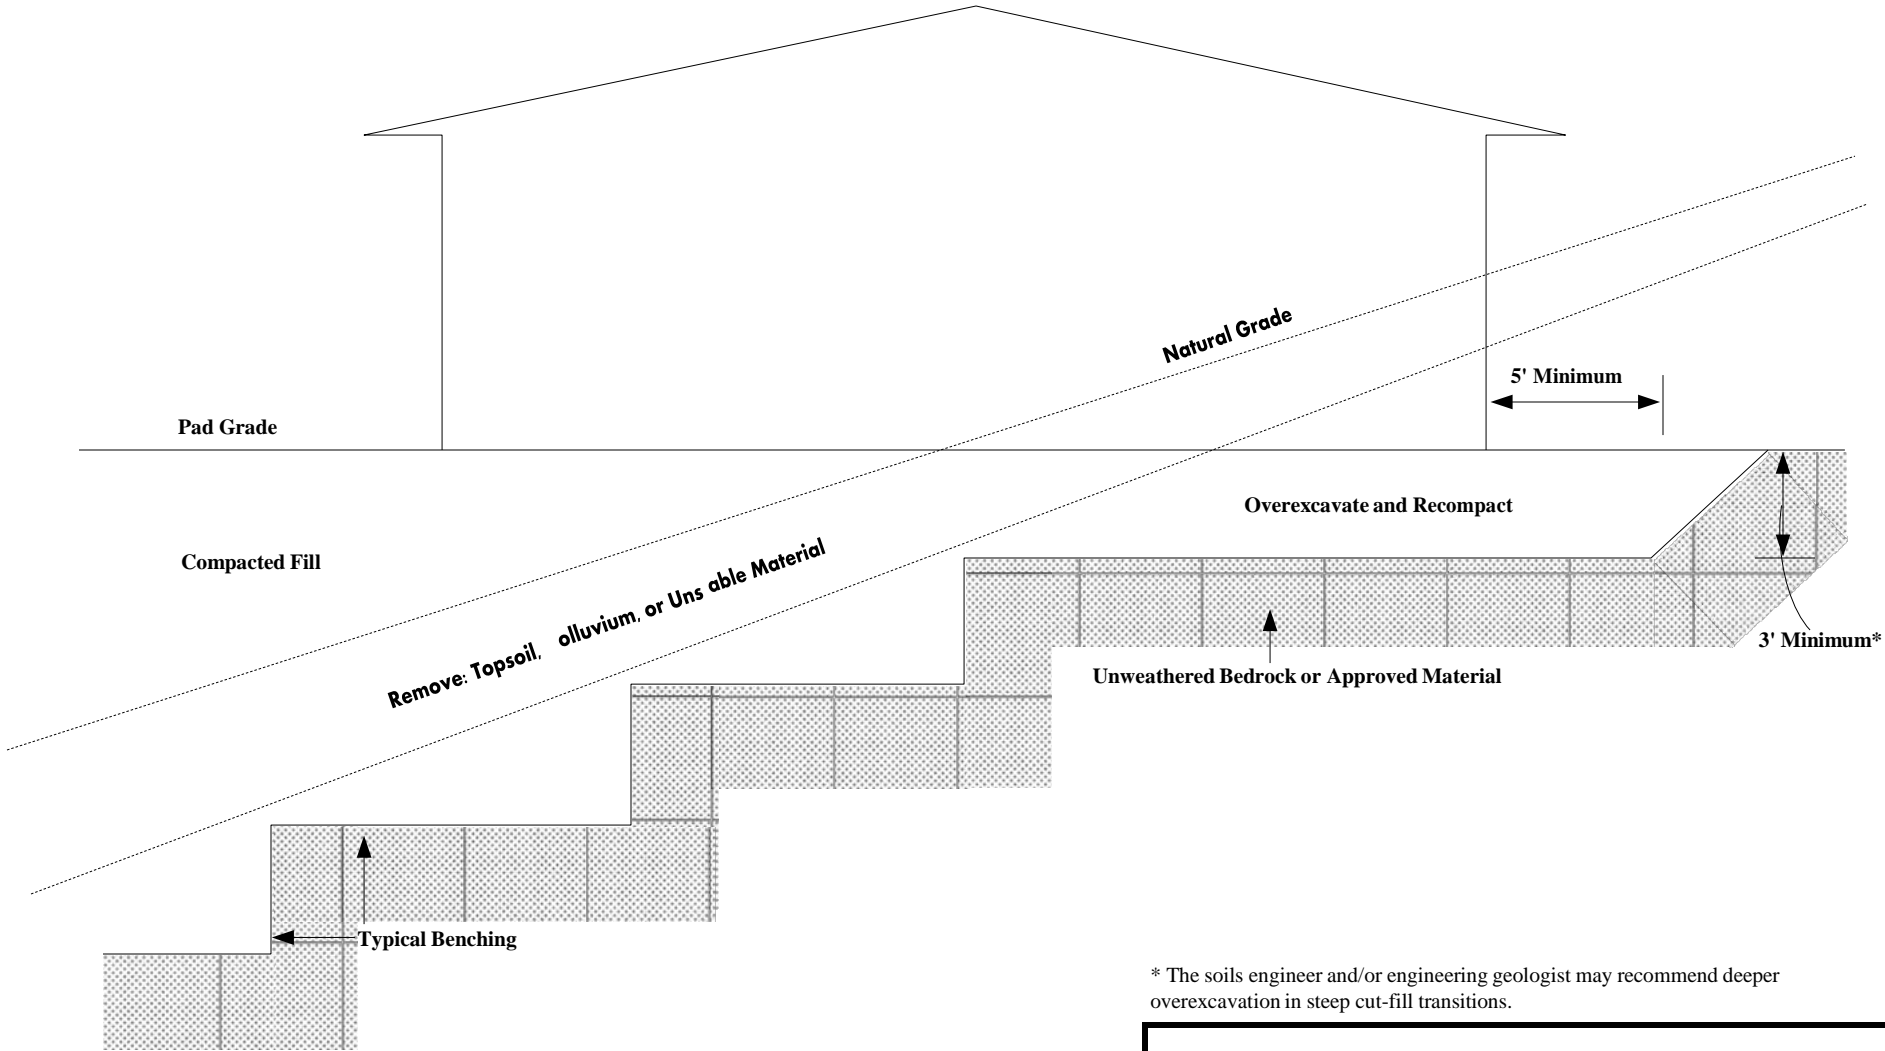 Natural Grade
5' Minimum
Pad Grade
Overexcavate and Recompact
Compacted Fill
Remove: Topsoil, olluvium, or Uns able Material
3' Minimum*
Unweathered Bedrock or Approved Material
Typical Benching
* The soils engineer and/or engineering geologist may recommend deeper
overexcavation in steep cut-fill transitions.